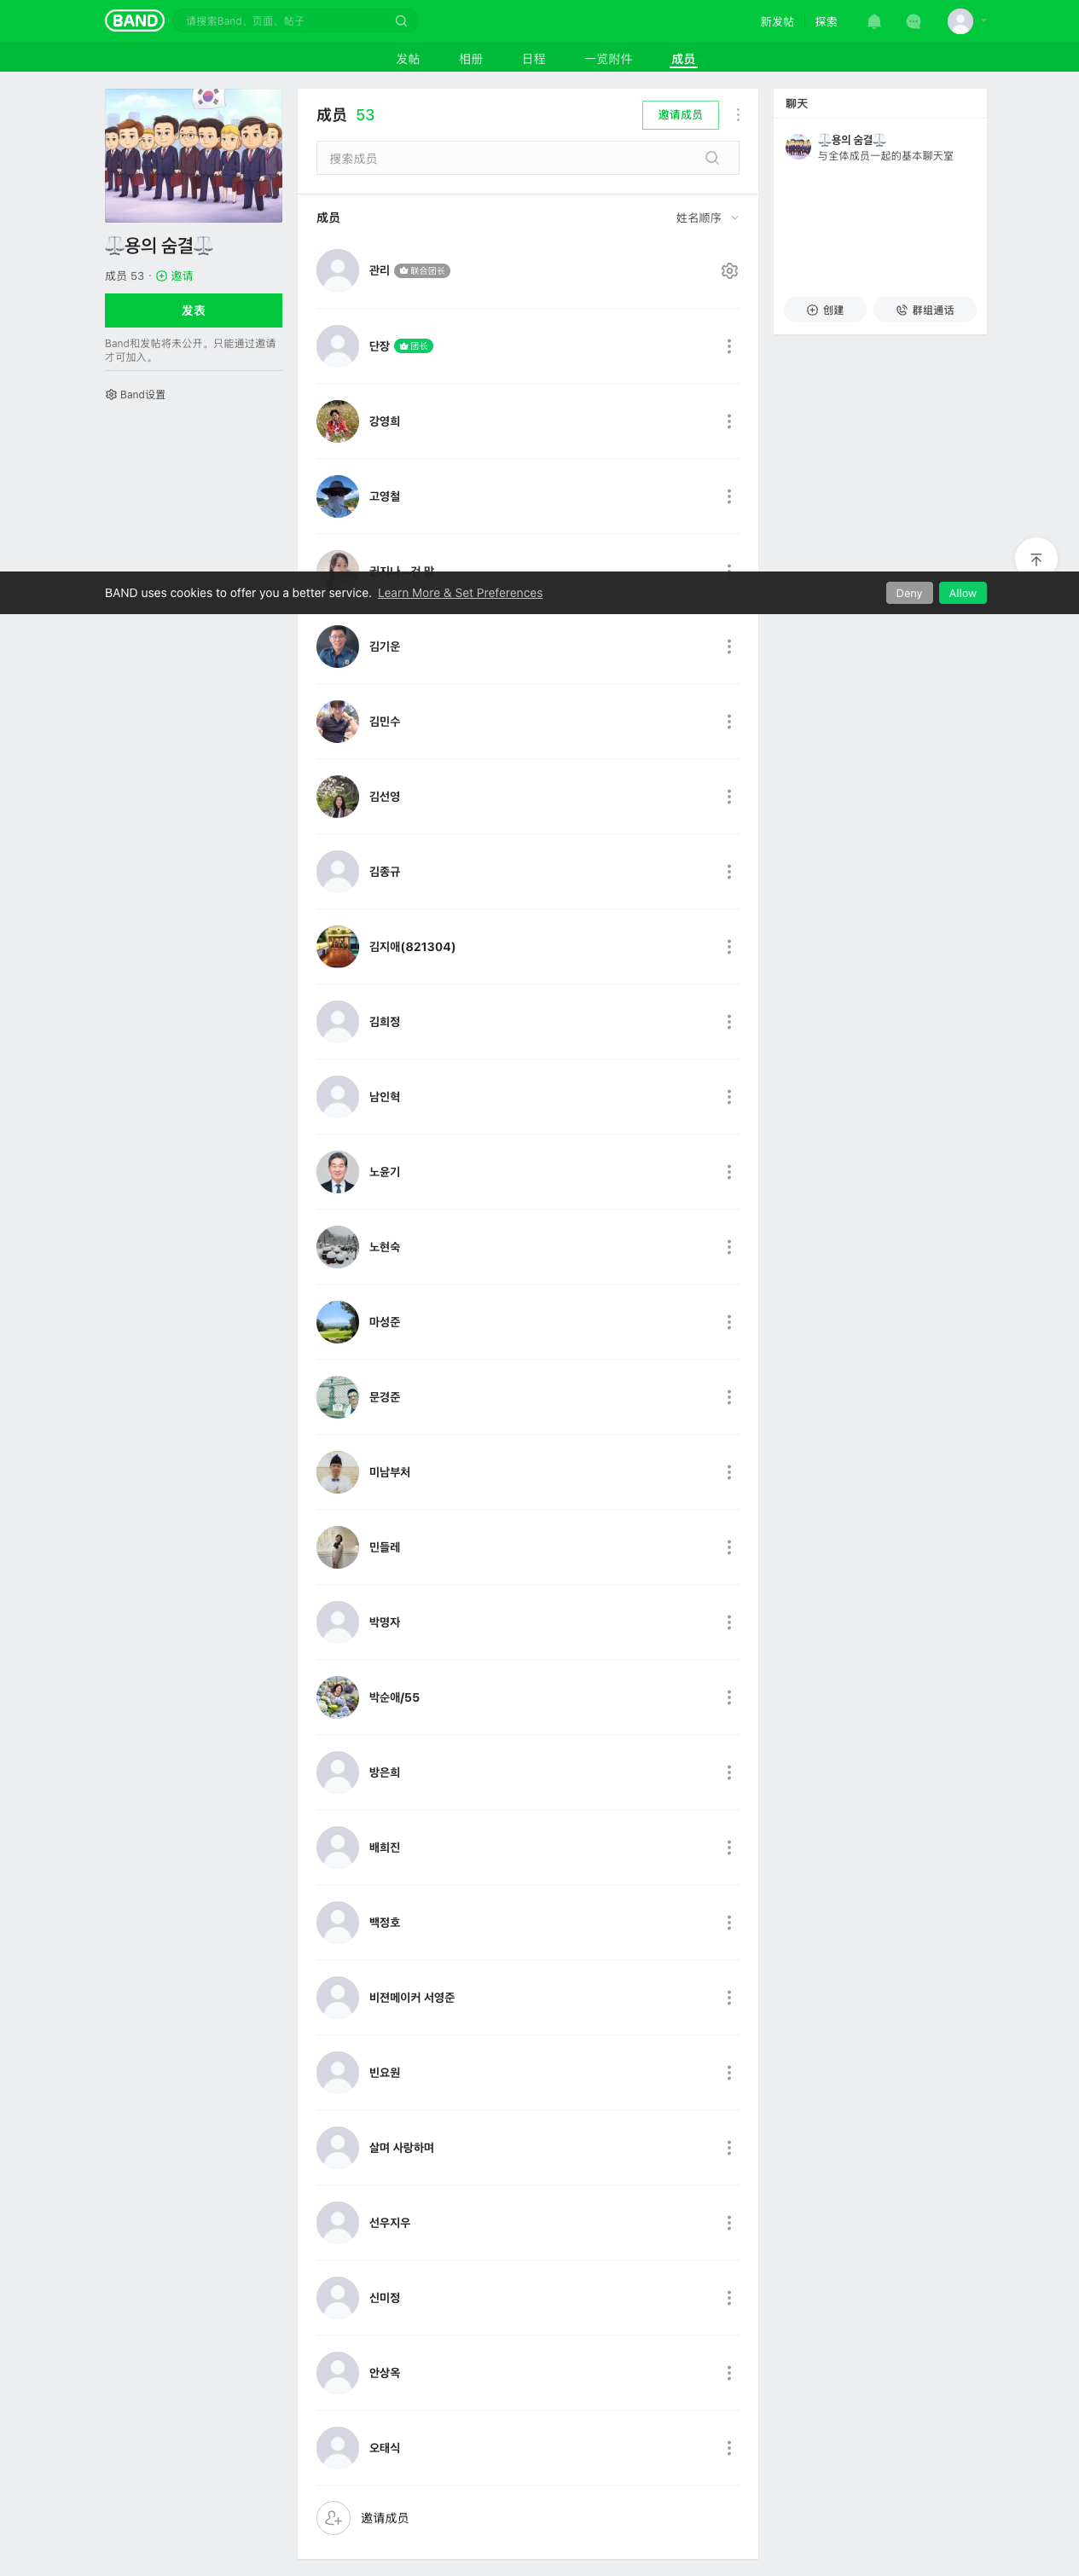 BAND
请搜索Band、页面、帖子
新发帖
探索
发帖
相册
日程
一览附件
成员
⚖️용의 숨결⚖️
成员 53 · 邀请
发表
Band和发帖将未公开。只能通过邀请
才可加入。
Band设置
成员 53
邀请成员
搜索成员
成员
姓名顺序
관리 联合团长
단장 团长
강영희
고영철
BAND uses cookies to offer you a better service. Learn More & Set Preferences
Deny
Allow
김기운
김민수
김선영
김종규
김지애(821304)
김희정
남인혁
노윤기
노현숙
마성준
문경준
미남부처
민들레
박명자
박순애/55
방은희
배희진
백정호
비젼메이커 서영준
빈요원
살며 사랑하며
선우지우
신미정
안상옥
오태식
邀请成员
聊天
⚖️용의 숨결⚖️
与全体成员一起的基本聊天室
创建
群组通话